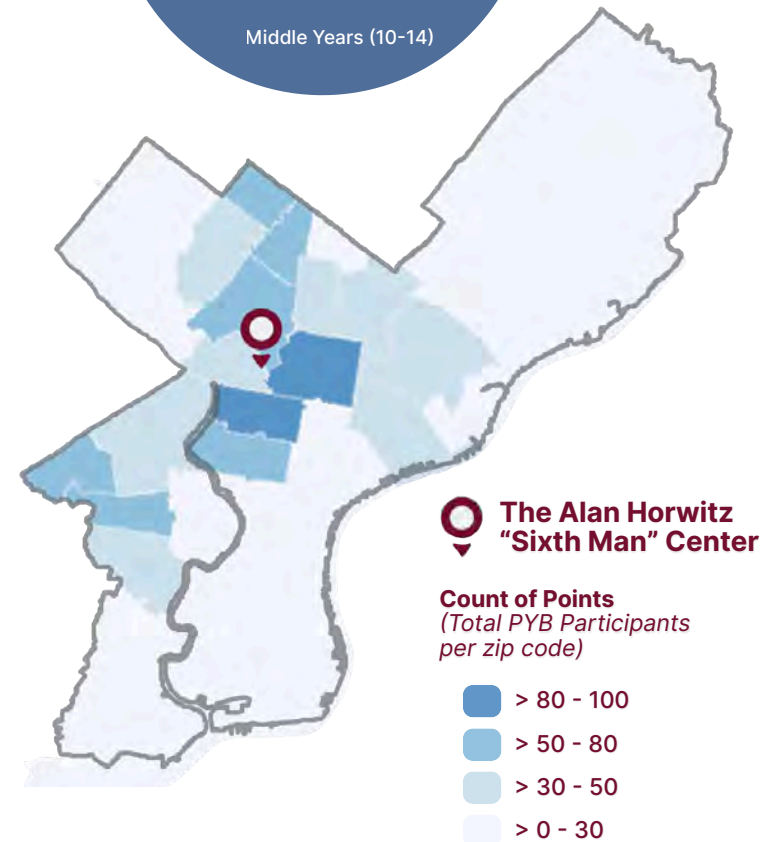 Middle Years (10-14)
The Alan Horwitz
“Sixth Man” Center
Count of Points
(Total PYB Participants
per zip code)
> 80 - 100
> 50 - 80
> 30 - 50
> 0 - 30